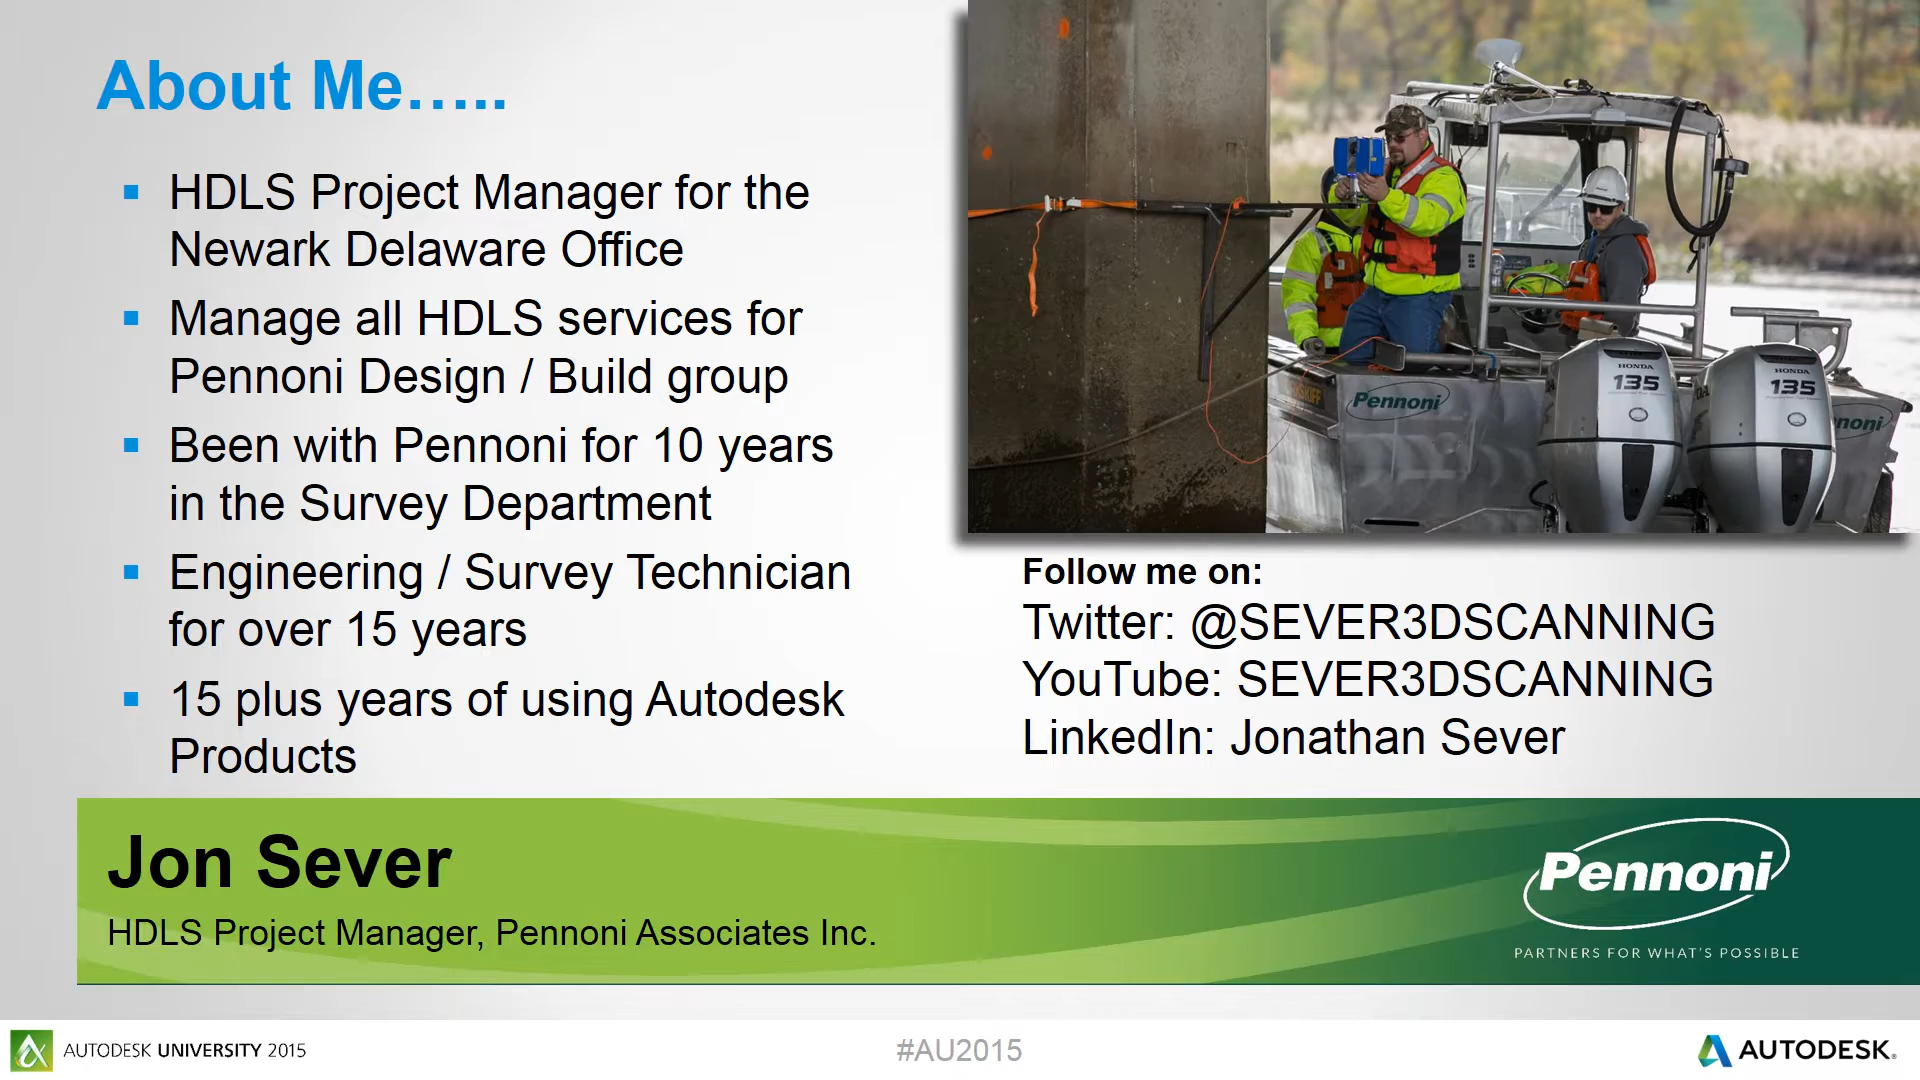 About Me…..
HDLS Project Manager for the
Newark Delaware Office
Manage all HDLS services for
Pennoni Design / Build group
Been with Pennoni for 10 years
in the Survey Department
Engineering / Survey Technician
for over 15 years
15 plus years of using Autodesk
Products
Pennoni
HONDA
135
HONDA
135
nnoni
Follow me on:
Twitter: @SEVER3DSCANNING
YouTube: SEVER3DSCANNING
LinkedIn: Jonathan Sever
Jon Sever
HDLS Project Manager, Pennoni Associates Inc.
Pennoni
PARTNERS FOR WHAT'S POSSIBLE
AUTODESK UNIVERSITY 2015
#AU2015
AUTODESK.